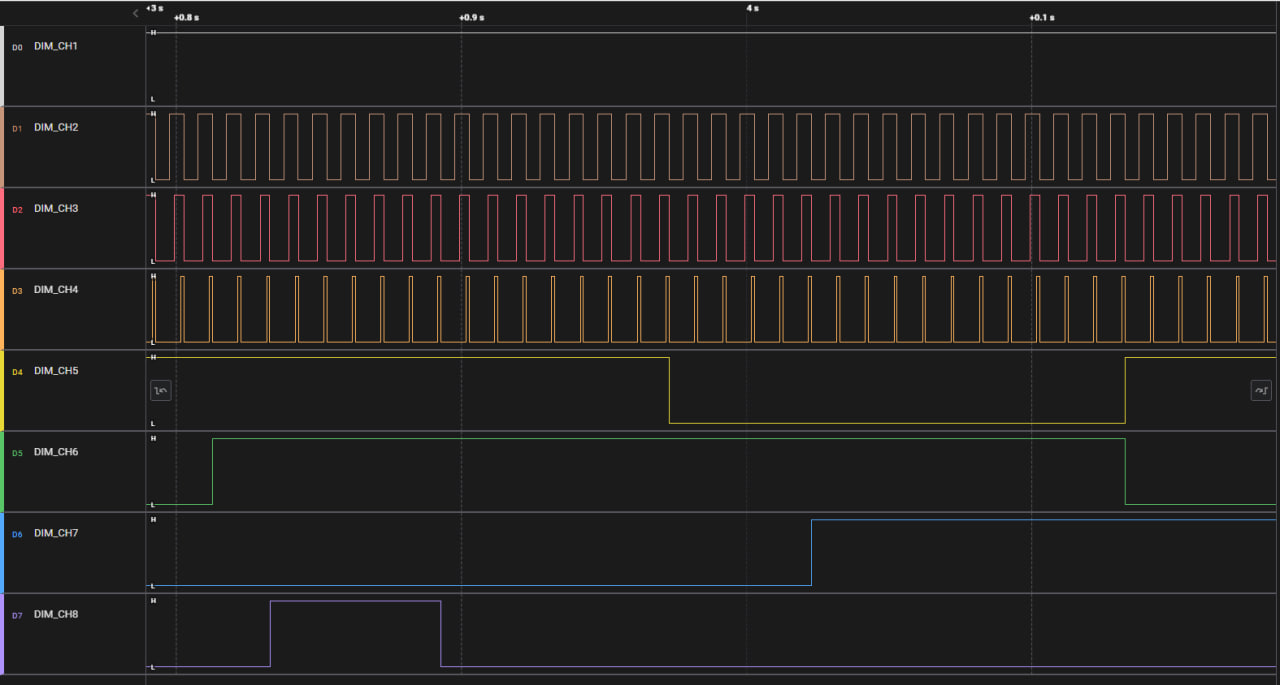 3 s
+0.8 s
+0.9 s
4 s
+0.1 s
D0 DIM_CH1
H
L
D1 DIM_CH2
H
L
D2 DIM_CH3
H
L
D3 DIM_CH4
H
L
D4 DIM_CH5
H
L
D5 DIM_CH6
H
L
D6 DIM_CH7
H
L
D7 DIM_CH8
H
L